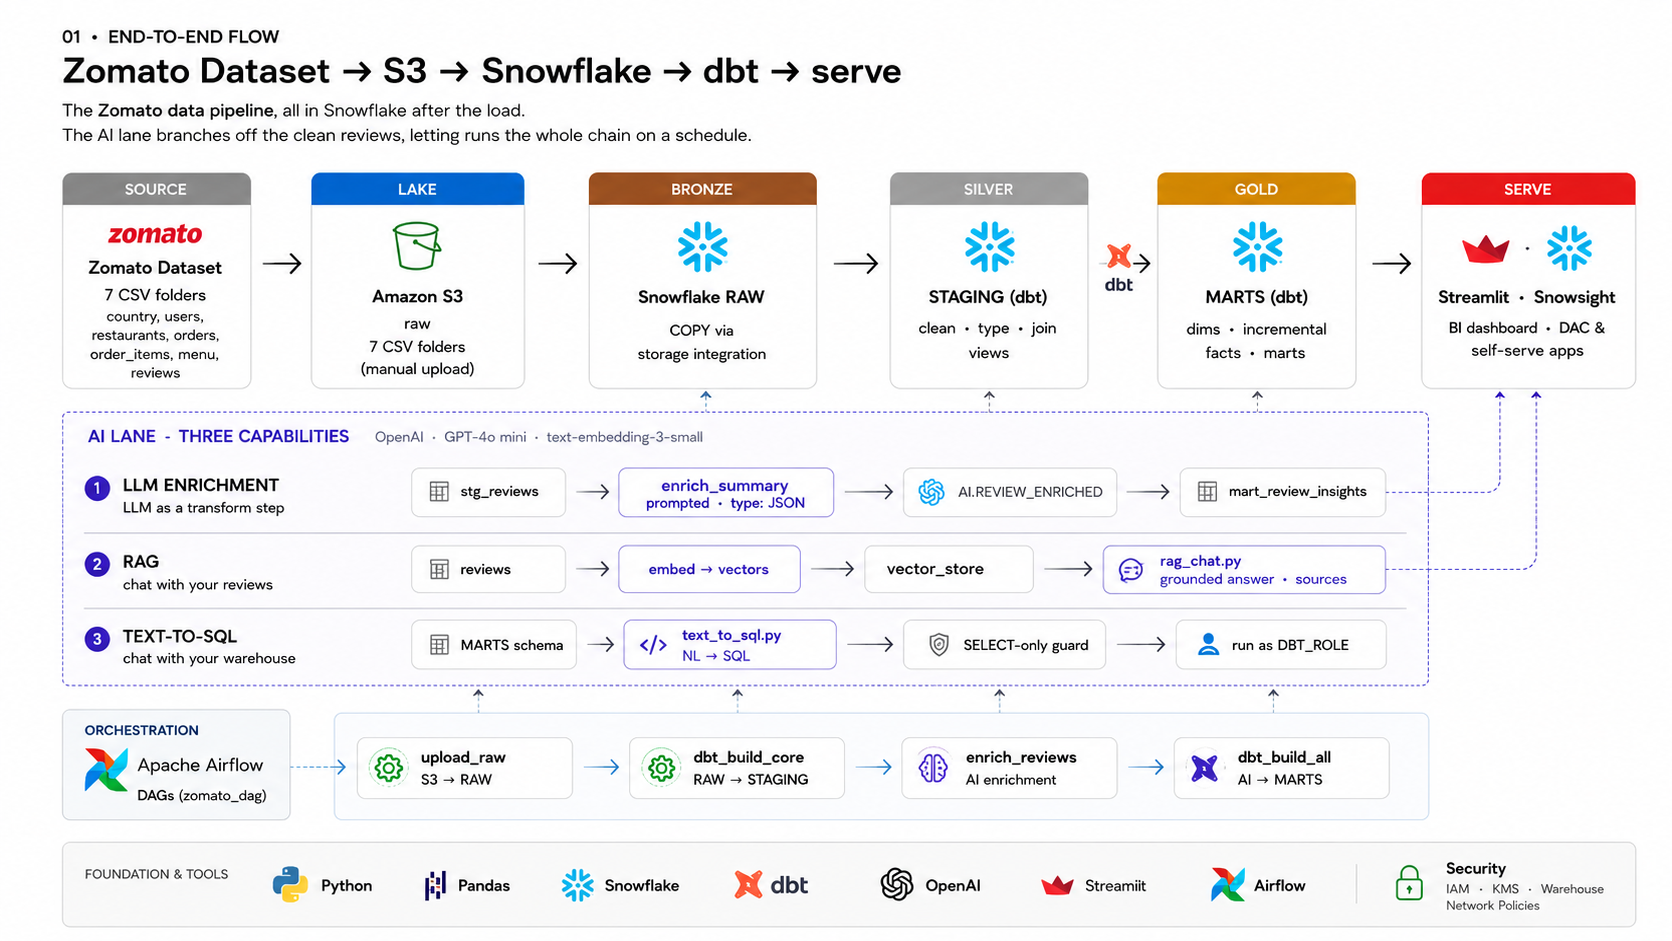 01 • END-TO-END FLOW
Zomato Dataset → S3 → Snowflake → dbt → serve
The Zomato data pipeline, all in Snowflake after the load.
The AI lane branches off the clean reviews, letting runs the whole chain on a schedule.
SOURCE
zomato
Zomato Dataset
7 CSV folders
country, users,
restaurants, orders,
order_items, menu,
reviews
LAKE
Amazon S3
raw
7 CSV folders
(manual upload)
BRONZE
Snowflake RAW
COPY via
storage integration
SILVER
STAGING (dbt)
clean • type • join
views
dbt
GOLD
MARTS (dbt)
dims • incremental
facts • marts
SERVE
Streamlit • Snowsight
BI dashboard • DAC &
self-serve apps
AI LANE - THREE CAPABILITIES OpenAI · GPT-4o mini · text-embedding-3-small
1 LLM ENRICHMENT
LLM as a transform step
stg_reviews
enrich_summary
prompted • type: JSON
AI.REVIEW_ENRICHED
mart_review_insights
2 RAG
chat with your reviews
reviews
embed → vectors
vector_store
rag_chat.py
grounded answer • sources
3 TEXT-TO-SQL
chat with your warehouse
MARTS schema
text_to_sql.py
NL → SQL
SELECT-only guard
run as DBT_ROLE
ORCHESTRATION
Apache Airflow
DAGs (zomato_dag)
upload_raw
S3 → RAW
dbt_build_core
RAW → STAGING
enrich_reviews
AI enrichment
dbt_build_all
AI → MARTS
FOUNDATION & TOOLS
Python
Pandas
Snowflake
dbt
OpenAI
Streamiit
Airflow
Security
IAM · KMS · Warehouse
Network Policies